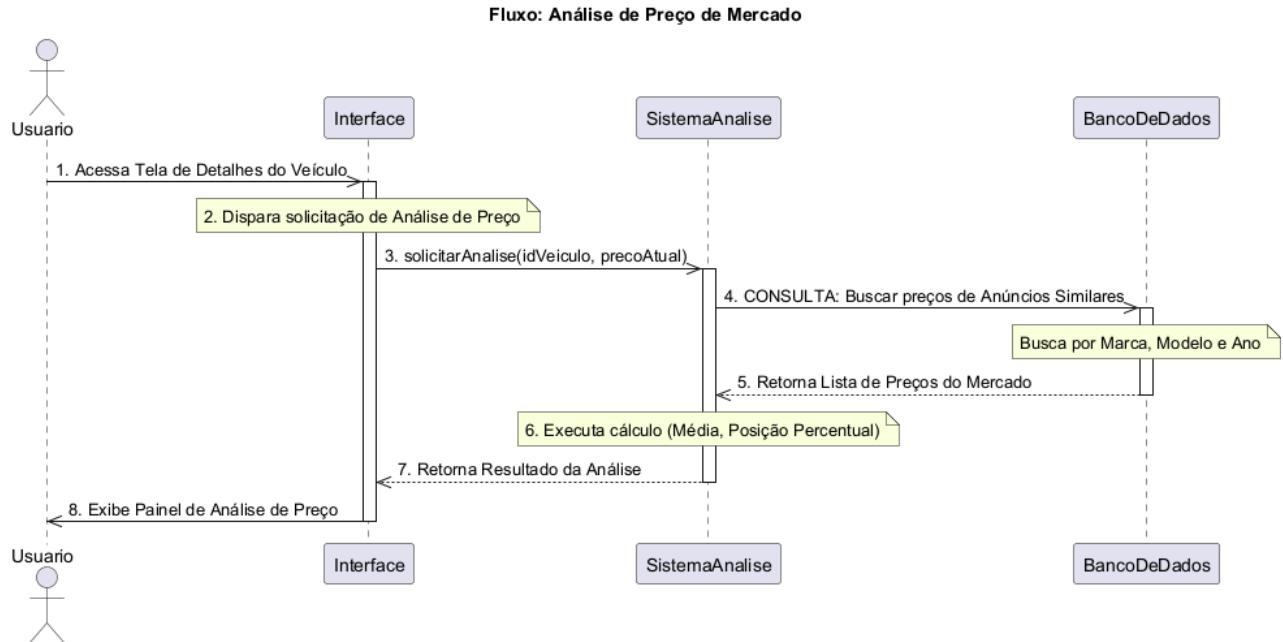 Fluxo: Análise de Preço de Mercado
Usuario
Interface
SistemaAnalise
BancoDeDados
1. Acessa Tela de Detalhes do Veículo
2. Dispara solicitação de Análise de Preço
3. solicitarAnalise(idVeiculo, precoAtual)
4. CONSULTA: Buscar preços de Anúncios Similares
Busca por Marca, Modelo e Ano
5. Retorna Lista de Preços do Mercado
6. Executa cálculo (Média, Posição Percentual)
7. Retorna Resultado da Análise
8. Exibe Painel de Análise de Preço
Usuario
Interface
SistemaAnalise
BancoDeDados